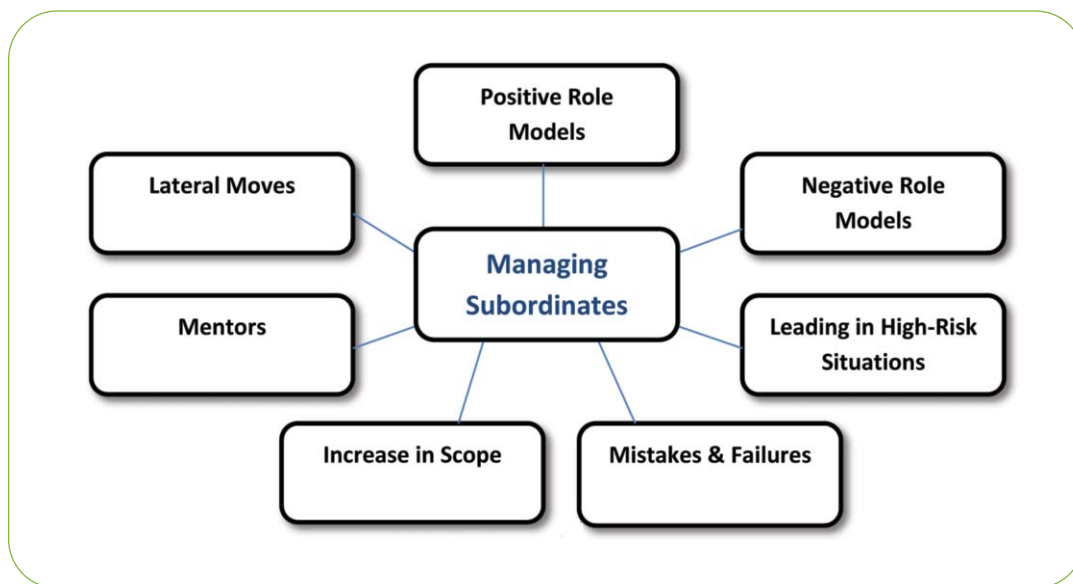 Positive Role
Models
Lateral Moves
Negative Role
Models
Managing
Subordinates
Mentors
Leading in High-Risk
Situations
Increase in Scope
Mistakes & Failures